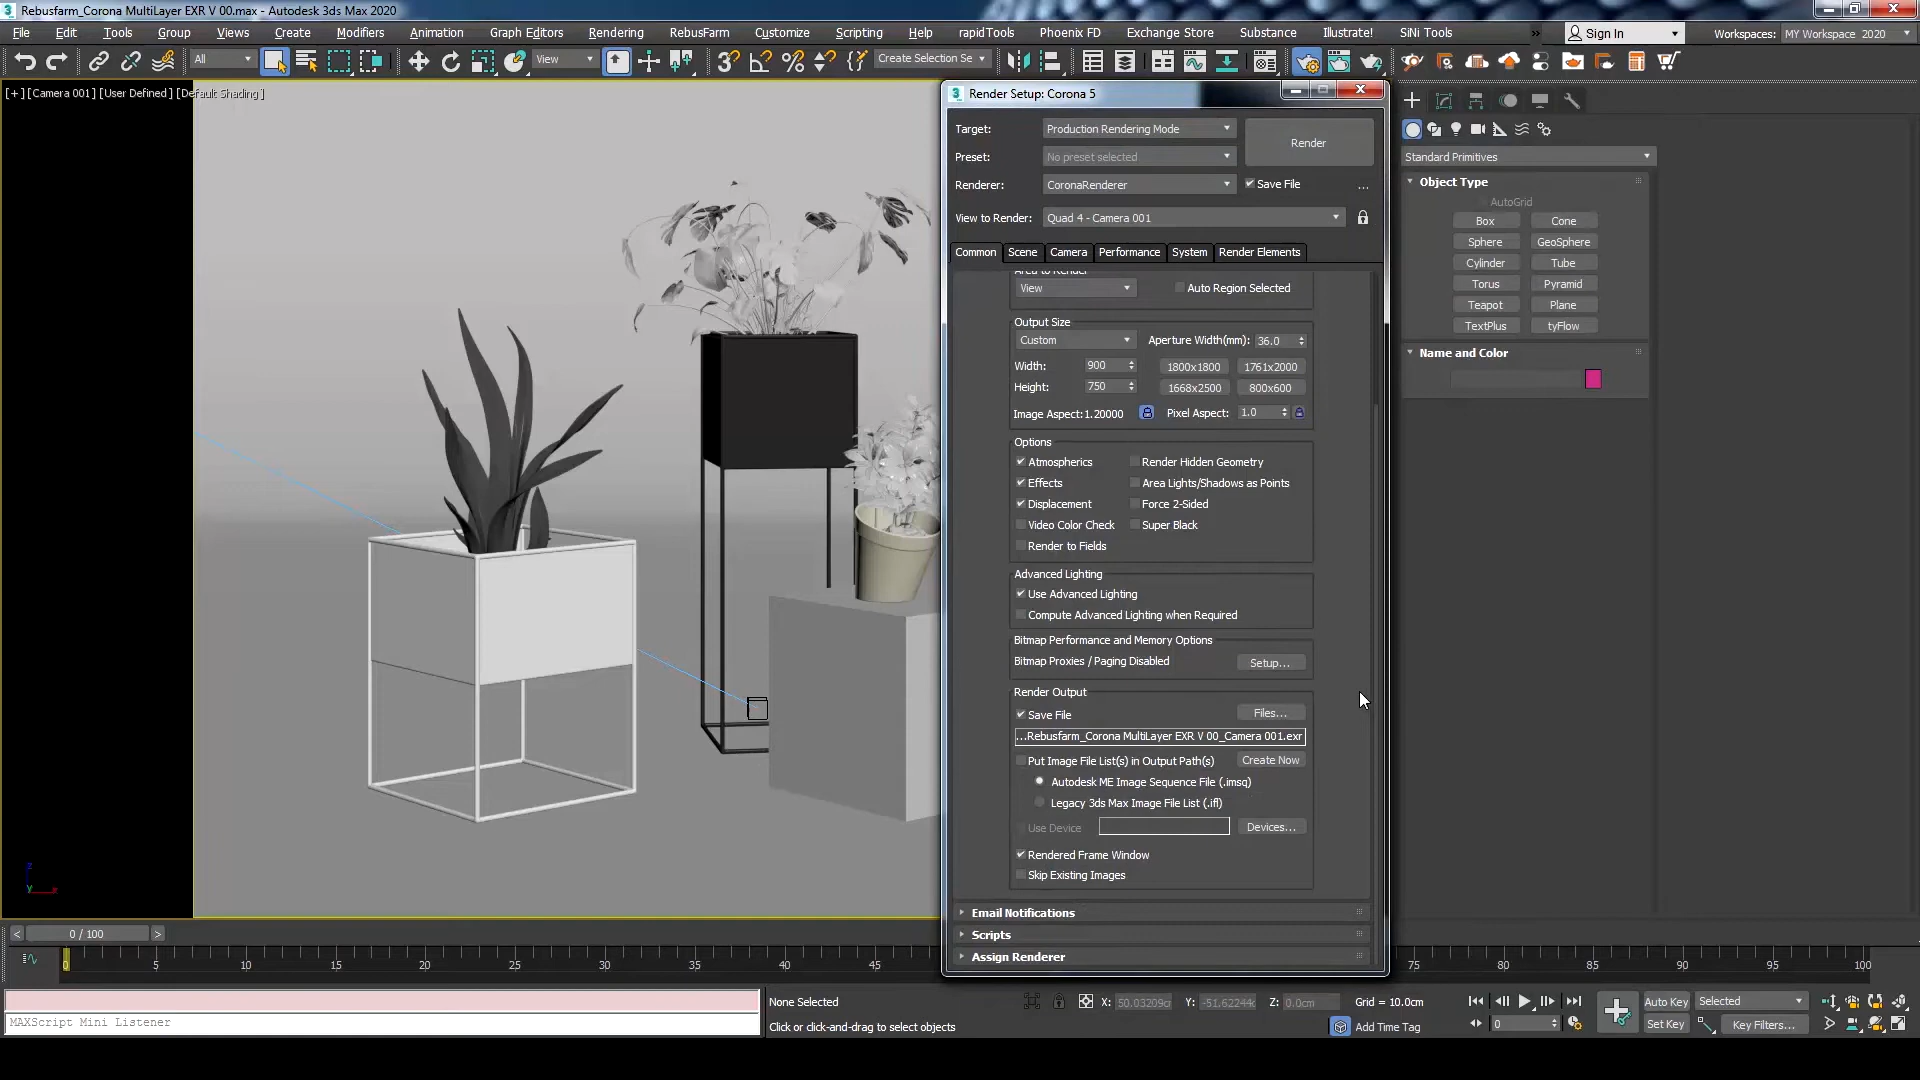 Rebusfarm_Corona MultiLayer EXR V 00.max - Autodesk 3ds Max 2020
File Edit Tools Group Views Create Modifiers Animation Graph Editors Rendering RebusFarm Customize Scripting Help rapidTools Phoenix FD Exchange Store Substance Illustrate! SiNi Tools » Sign In Workspaces: MY Workspace 2020
All View Create Selection Se
[+] [Camera 001] [User Defined] [Default Shading]
Render Setup: Corona 5
Target: Production Rendering Mode Render
Preset: No preset selected
Renderer: CoronaRenderer Save File ...
View to Render: Quad 4 - Camera 001
Common Scene Camera Performance System Render Elements
Area to Render
View Auto Region Selected
Output Size
Custom Aperture Width(mm): 36.0
Width: 900 1800x1800 1761x2000
Height: 750 1668x2500 800x600
Image Aspect:1.20000 Pixel Aspect: 1.0
Options
Atmospherics Render Hidden Geometry
Effects Area Lights/Shadows as Points
Displacement Force 2-Sided
Video Color Check Super Black
Render to Fields
Advanced Lighting
Use Advanced Lighting
Compute Advanced Lighting when Required
Bitmap Performance and Memory Options
Bitmap Proxies / Paging Disabled Setup...
Render Output
Save File Files...
...Rebusfarm_Corona MultiLayer EXR V 00_Camera 001.exr
Put Image File List(s) in Output Path(s) Create Now
Autodesk ME Image Sequence File (.imsq)
Legacy 3ds Max Image File List (.ifl)
Use Device Devices...
Rendered Frame Window
Skip Existing Images
Email Notifications
Scripts
Assign Renderer
Standard Primitives
Object Type
AutoGrid
Box Cone
Sphere GeoSphere
Cylinder Tube
Torus Pyramid
Teapot Plane
TextPlus tyFlow
Name and Color
z
y x
< 0 / 100 >
0 5 10 15 20 25 30 35 40 45 75 80 85 90 95 100
None Selected X: 50.03209cr Y: -51.62244c Z: 0.0cm Grid = 10.0cm Auto Key Selected
MAXScript Mini Listener Click or click-and-drag to select objects Add Time Tag 0 Set Key Key Filters...